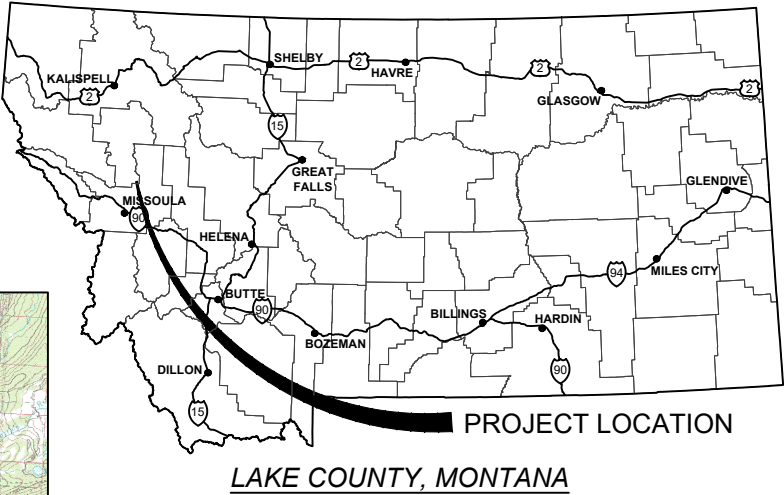 SHELBY
2
HAVRE
2
KALISPELL
2
GLASGOW
2
15
GREAT
FALLS
GLENDIVE
MISSOULA
90
HELENA
94
MILES CITY
BUTTE
90
BILLINGS
HARDIN
BOZEMAN
DILLON
90
15
PROJECT LOCATION
LAKE COUNTY, MONTANA